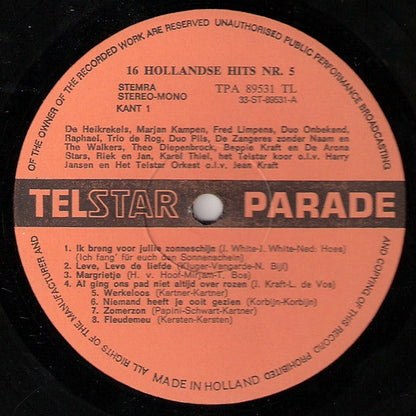 OF THE OWNER OF THE RECORDED WORK ARE RESERVED UNAUTHORISED PUBLIC PERFORMANCE BROADCASTING
16 HOLLANDSE HITS NR. 5
STEMRA TPA 89531 TL
STEREO-MONO 33-ST-89531-A
KANT 1
De Heikrekels, Marjan Kampen, Fred Limpens, Duo Onbekend,
Raphael, Trio de Rog, Duo Pils, De Zangeres zonder Naam en
The Walkers, Theo Diepenbrock, Beppie Kraft en De Arona
Stars, Riek en Jan, Karel Thiel, het Telstar koor o.l.v. Harry
Jansen en Het Telstar Orkest o.l.v. Jean Kraft
TELSTAR PARADE
1. Ik breng voor jullie zonneschijn (J. White-J. White-Ned: Hoes)
(Ich fang' für euch den Sonnenschein)
2. Leve, Leve de liefde (Kluger-Vangarde-N. Bijl)
3. Margrietje (H. v. Hoof-Mirjam-T. Bos)
4. Al ging ons pad niet altijd over rozen (J. Kraft-L. de Vos)
5. Werkeloos (Kartner-Kartner)
6. Niemand heeft je ooit gezien (Korbijn-Korbijn)
7. Zomerzon (Papini-Schwart-Kartner)
8. Fleudemeu (Kersten-Kersten)
ALL RIGHTS OF THE MANUFACTURER AND
AND COPYING OF THIS RECORD PROHIBITED
MADE IN HOLLAND